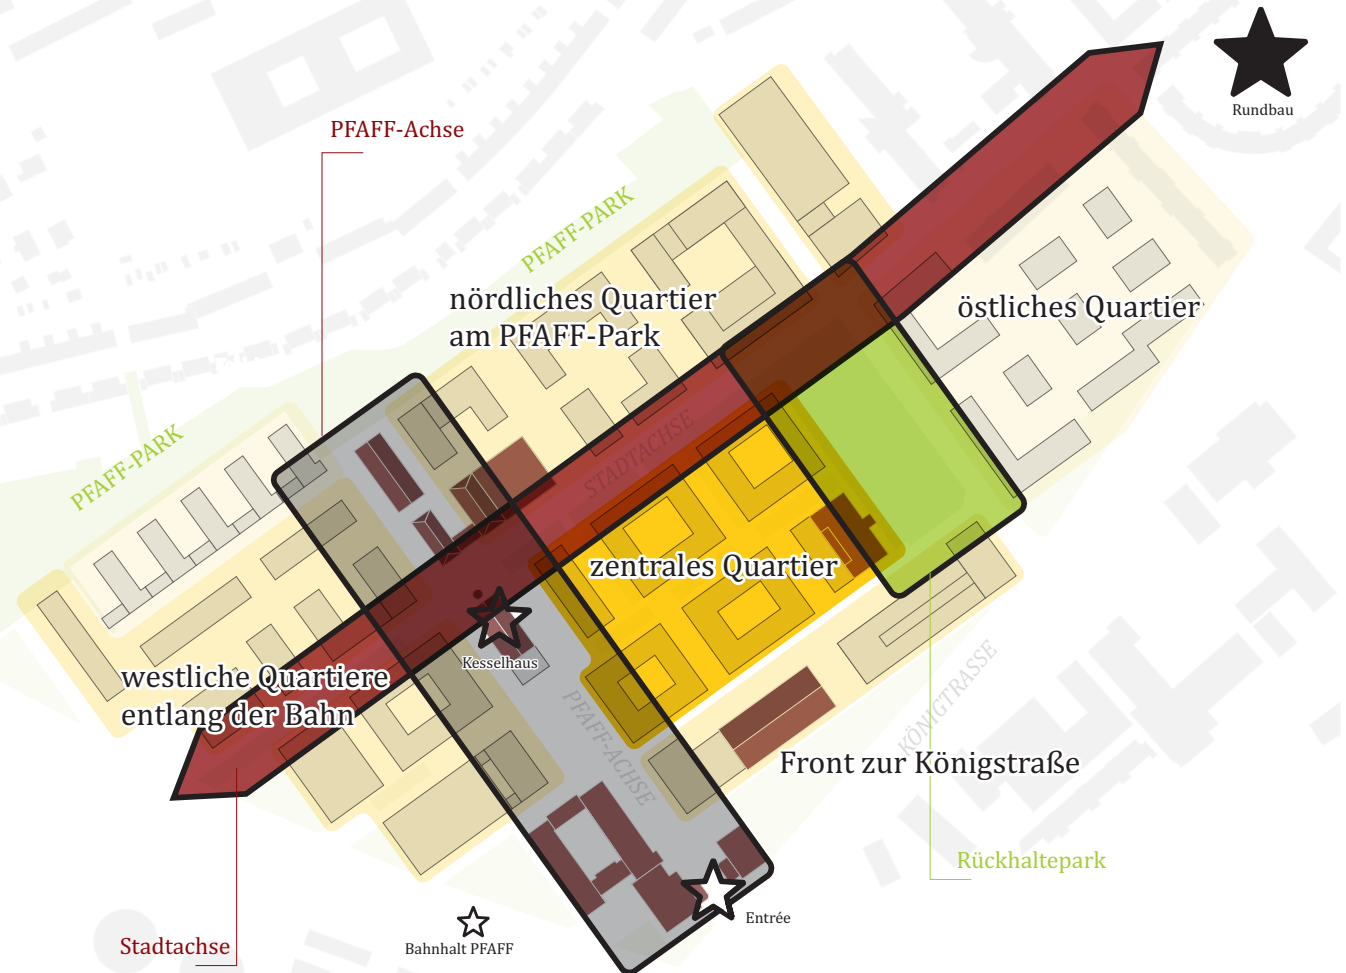 Rundbau
PFAFF-Achse
PFAFF-PARK
nördliches Quartier
am PFAFF-Park
östliches Quartier
PFAFF-PARK
STADTACHSE
zentrales Quartier
Kesselhaus
westliche Quartiere
entlang der Bahn
PFAFF-ACHSE
KÖNIGTRASSE
Front zur Königstraße
Rückhaltepark
Entrée
Stadtachse
Bahnhalt PFAFF